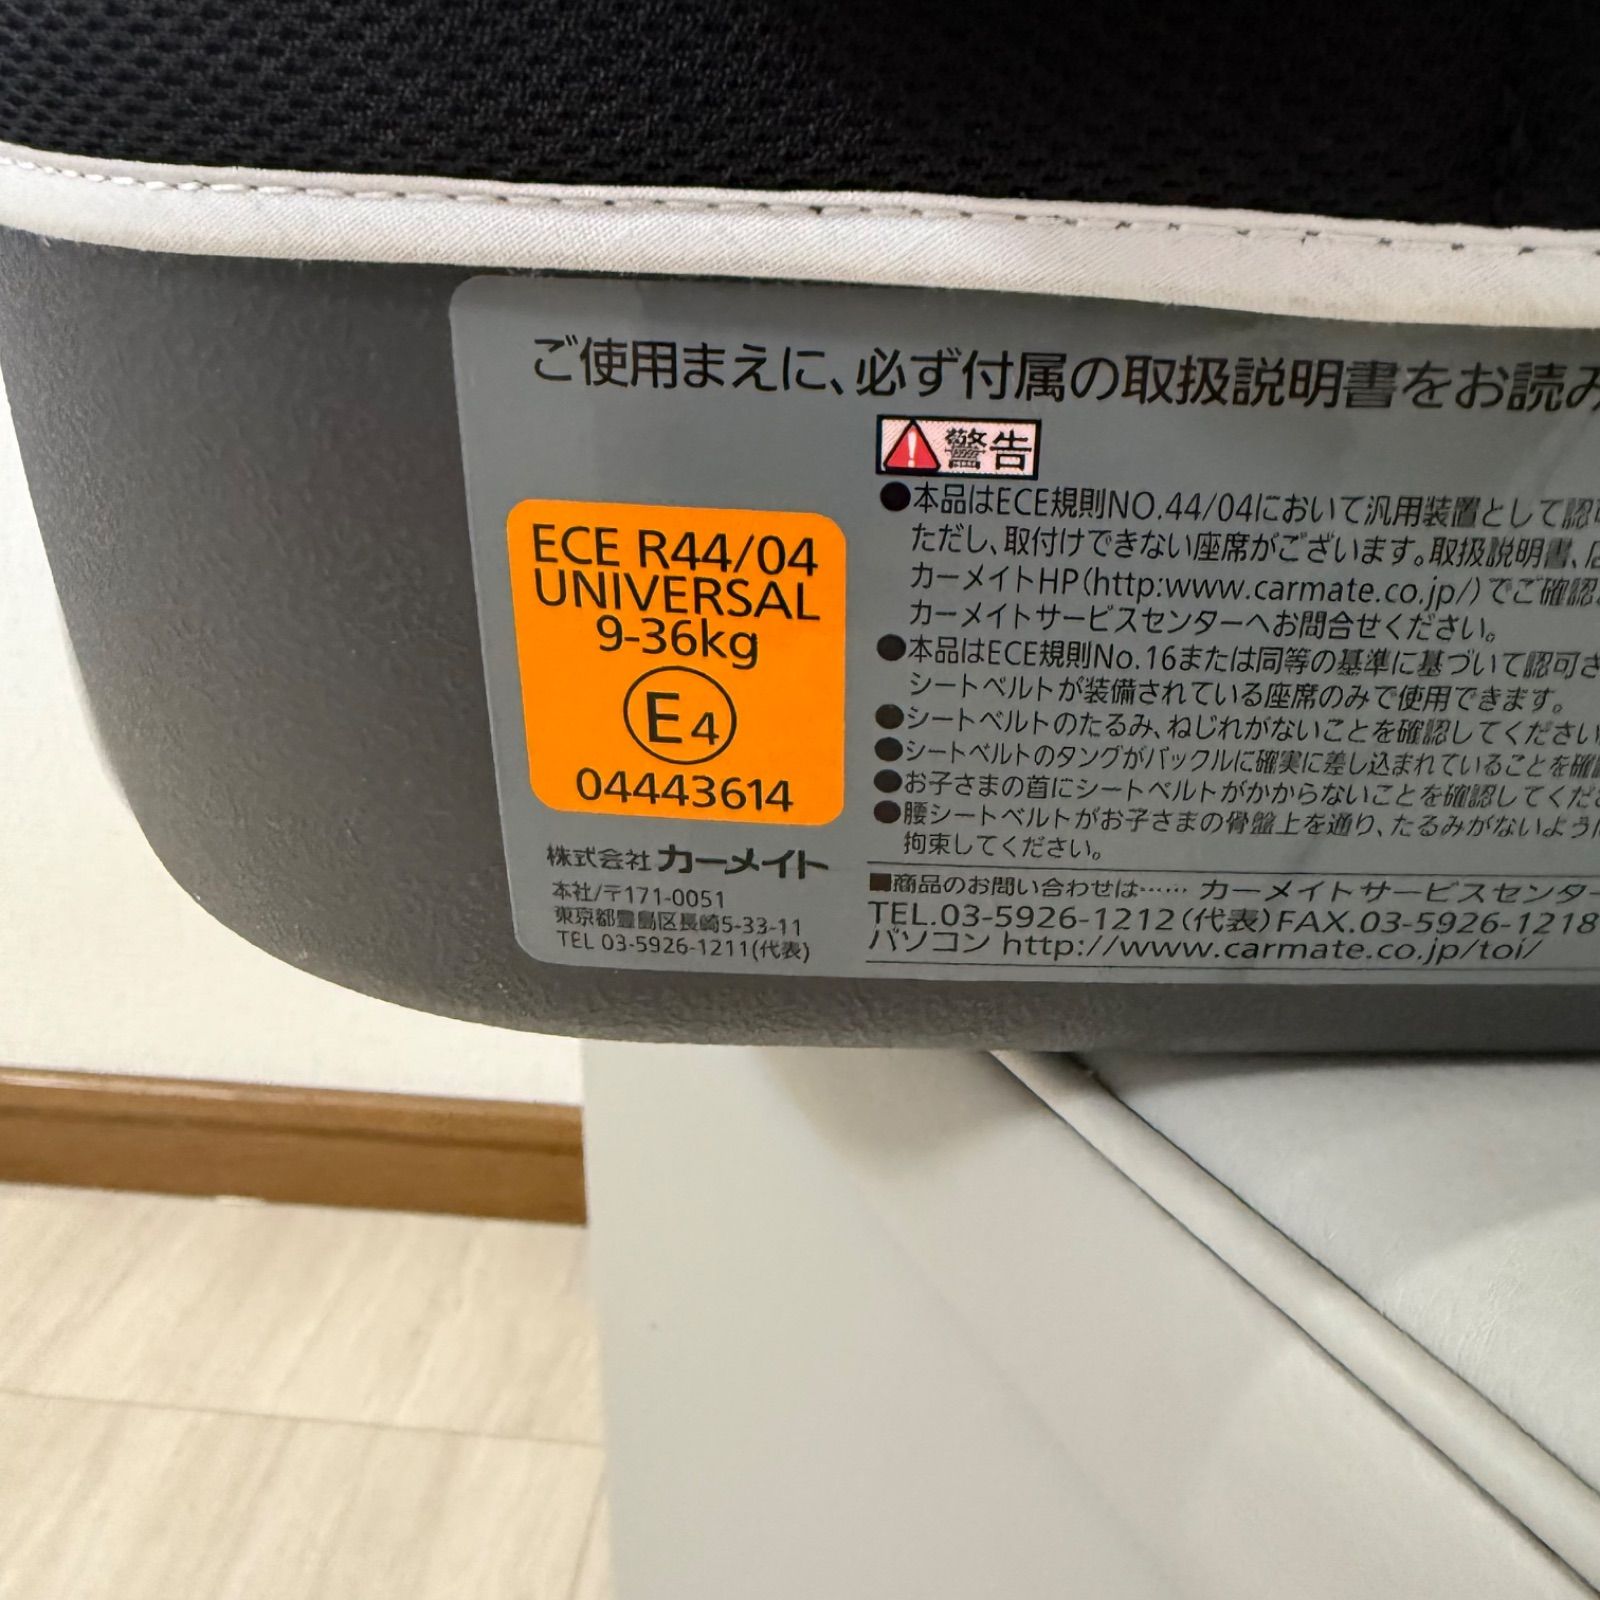 ご使用まえに、必ず付属の取扱説明書をお読み
警告
ECE R44/04
UNIVERSAL
9-36kg
E4
04443614
株式会社 カーメイト
本社/〒171-0051
東京都豊島区長崎5-33-11
TEL 03-5926-1211(代表)
●本品はECE規則NO.44/04において汎用装置として認可
ただし、取付けできない座席がございます。取扱説明書、店
カーメイトHP(http:www.carmate.co.jp/)でご確認
カーメイトサービスセンターへお問合せください。
●本品はECE規則No.16または同等の基準に基づいて認可さ
シートベルトが装備されている座席のみで使用できます。
●シートベルトのたるみ、ねじれがないことを確認してください
●シートベルトのタングがバックルに確実に差し込まれていることを確認
●お子さまの首にシートベルトがかからないことを確認してくだ
●腰シートベルトがお子さまの骨盤上を通り、たるみがないように
拘束してください。
■商品のお問い合わせは…… カーメイトサービスセンター
TEL.03-5926-1212(代表)FAX.03-5926-1218
パソコン http://www.carmate.co.jp/toi/